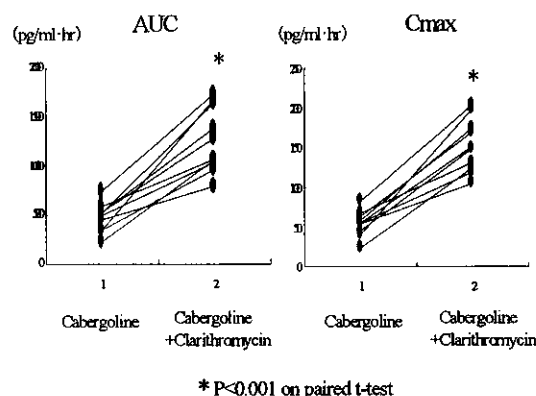 AUC
(pg/ml·hr)
*
0
1
2
Cabergoline
Cabergoline
+Clarithromycin
Cmax
(pg/ml·hr)
*
0
1
2
Cabergoline
Cabergoline
+Clarithromycin
* P<0.001 on paired t-test